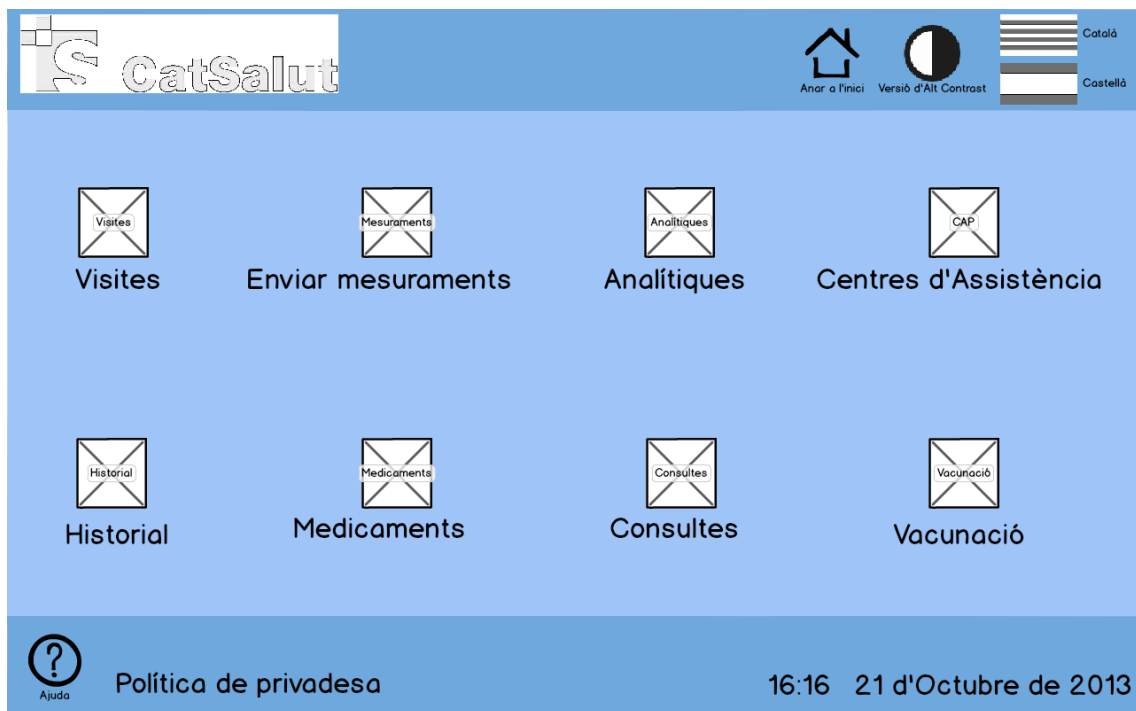 CatSalut
Anar a l'inici
Versió d'Alt Contrast
Català
Castellà
Visites
Mesuraments
Analítiques
CAP
Visites
Enviar mesuraments
Analítiques
Centres d'Assistència
Historial
Medicaments
Consultes
Vacunació
Historial
Medicaments
Consultes
Vacunació
?
Ajuda
Política de privadesa
16:16 21 d'Octubre de 2013